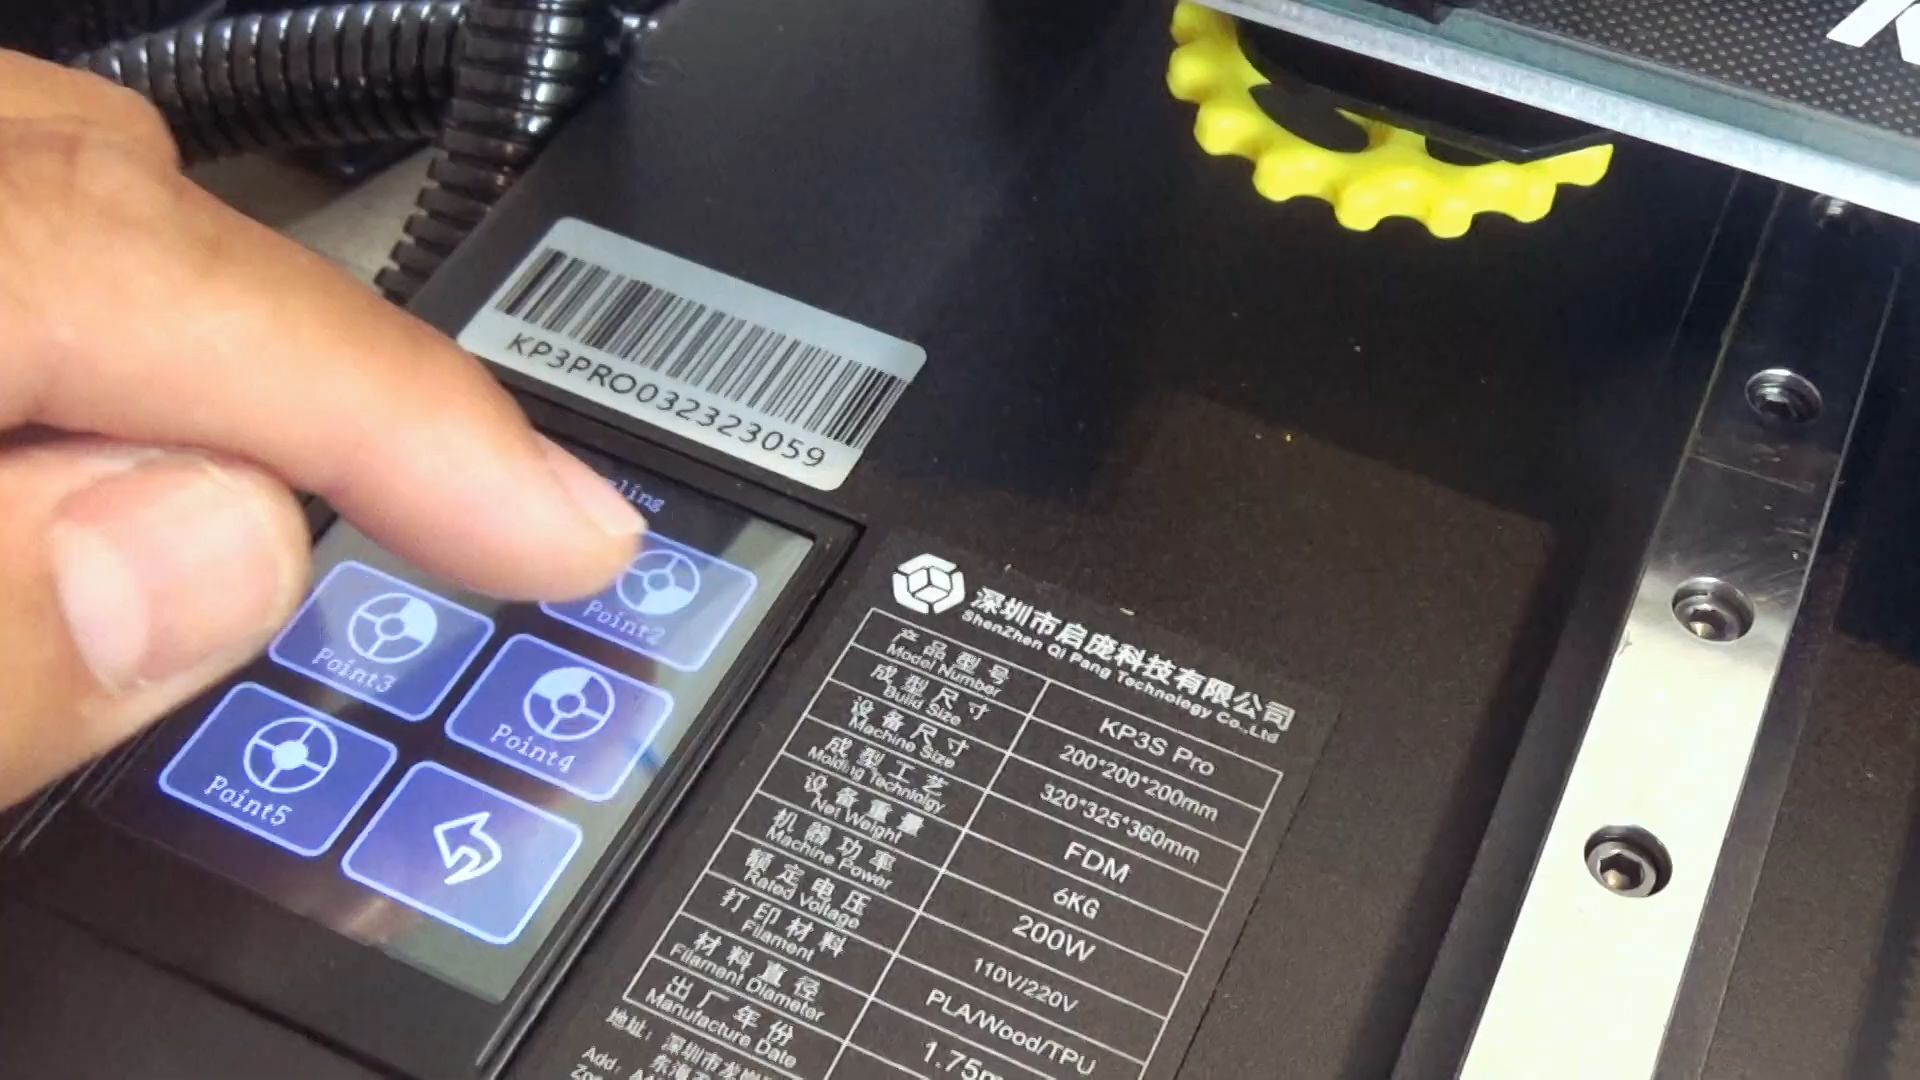 KP3PRO032323059
Point2
Point3
Point4
Point5
深圳市启庞科技有限公司
ShenZhen Qi Pang Technology Co.,Ltd
产品型号
Model Number
KP3S Pro
成型尺寸
Build Size
200*200*200mm
设备尺寸
Machine Size
320*325*360mm
成型工艺
Molding Technlolgy
FDM
设备重量
Net Weight
6KG
机器功率
Machine Power
200W
额定电压
Rated Voltage
110V/220V
打印材料
Filament
PLA/Wood/TPU
材料直径
Filament Diameter
出厂年份
Manufacture Date
地址：深圳市龙
Add：